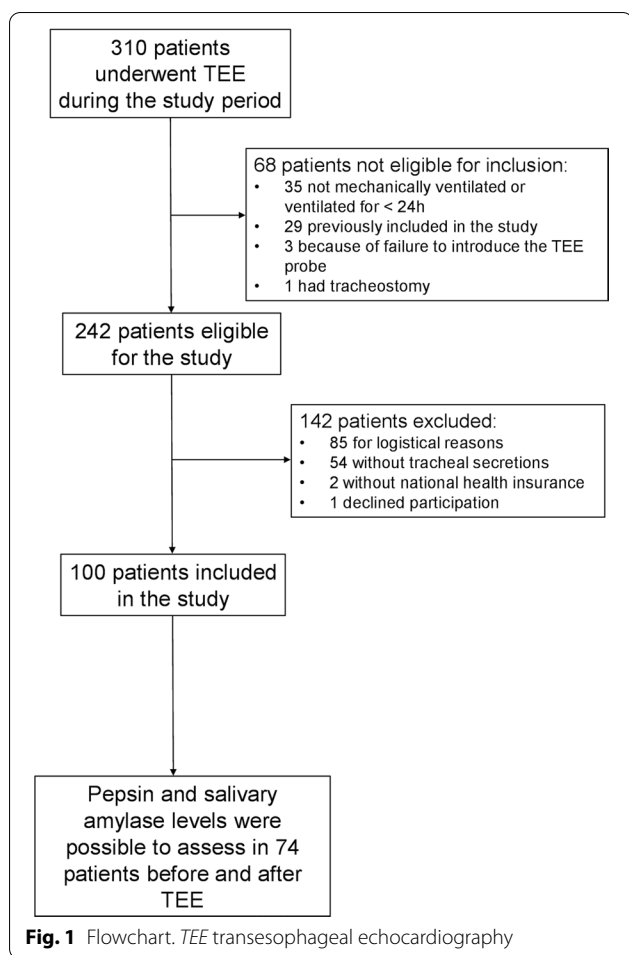 310 patients
underwent TEE
during the study period
68 patients not eligible for inclusion:
• 35 not mechanically ventilated or
ventilated for < 24h
• 29 previously included in the study
• 3 because of failure to introduce the TEE
probe
• 1 had tracheostomy
242 patients eligible
for the study
142 patients excluded:
• 85 for logistical reasons
• 54 without tracheal secretions
• 2 without national health insurance
• 1 declined participation
100 patients included
in the study
Pepsin and salivary
amylase levels were
possible to assess in 74
patients before and after
TEE
Fig. 1 Flowchart. TEE transesophageal echocardiography